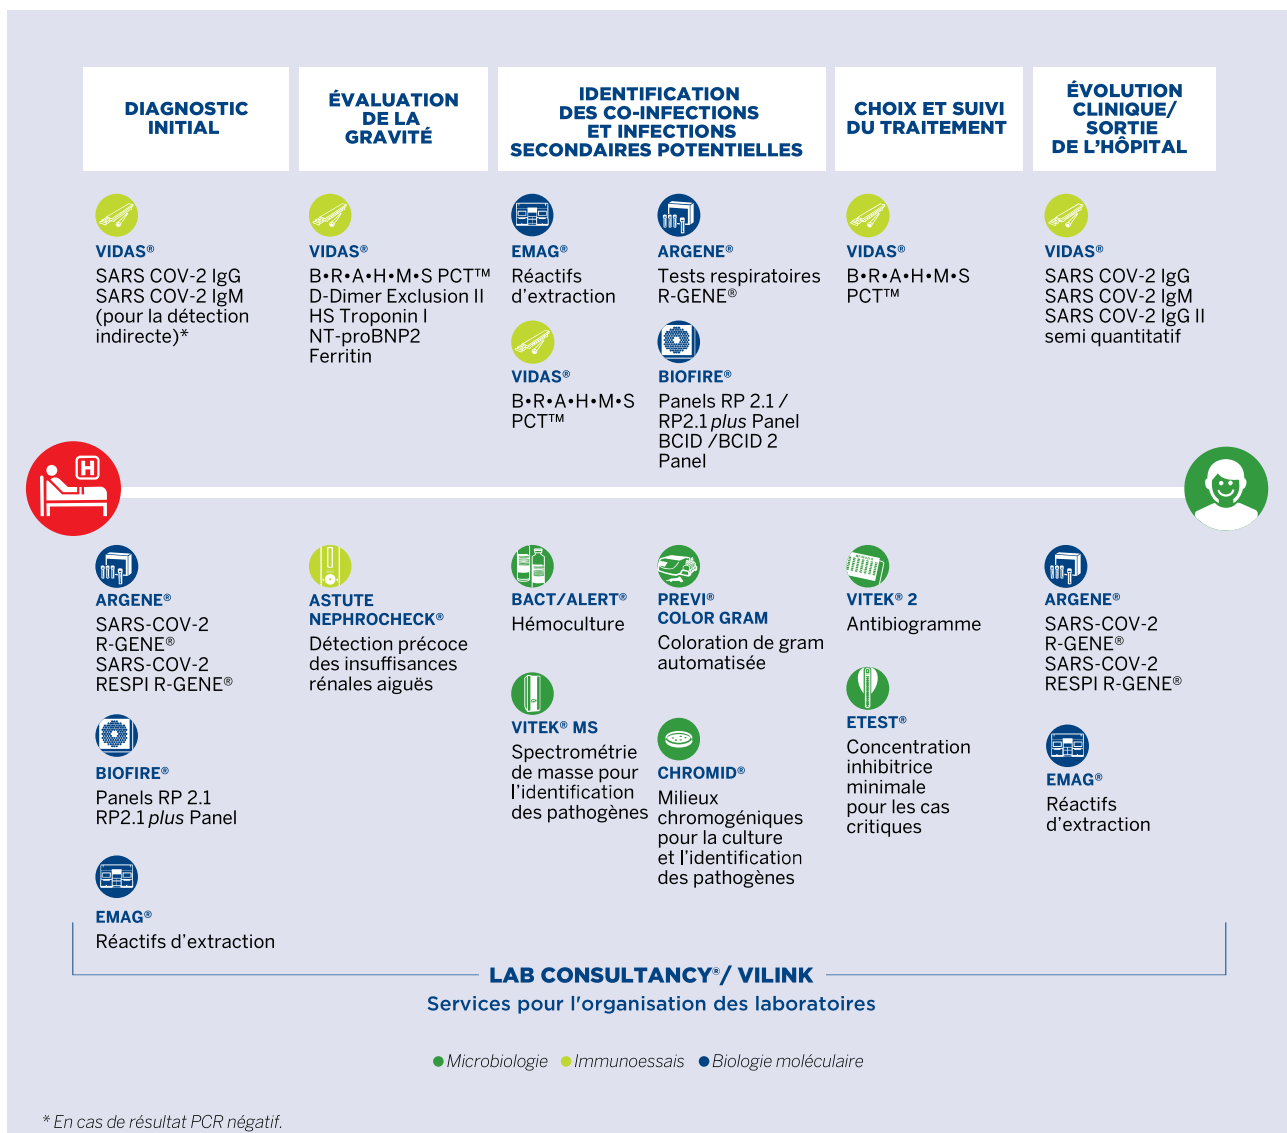 DIAGNOSTIC
INITIAL
ÉVALUATION
DE LA
GRAVITÉ
IDENTIFICATION
DES CO-INFECTIONS
ET INFECTIONS
SECONDAIRES POTENTIELLES
CHOIX ET SUIVI
DU TRAITEMENT
ÉVOLUTION
CLINIQUE/
SORTIE
DE L'HÔPITAL
VIDAS®
SARS COV-2 IgG
SARS COV-2 IgM
(pour la détection
indirecte)*
VIDAS®
B•R•A•H•M•S PCT™
D-Dimer Exclusion II
HS Troponin I
NT-proBNP2
Ferritin
EMAG®
Réactifs
d'extraction
VIDAS®
B•R•A•H•M•S
PCT™
ARGENE®
Tests respiratoires
R-GENE®
BIOFIRE®
Panels RP 2.1 /
RP2.1 plus Panel
BCID /BCID 2
Panel
VIDAS®
B•R•A•H•M•S
PCT™
VIDAS®
SARS COV-2 IgG
SARS COV-2 IgM
SARS COV-2 IgG II
semi quantitatif
H
ARGENE®
SARS-COV-2
R-GENE®
SARS-COV-2
RESPI R-GENE®
BIOFIRE®
Panels RP 2.1
RP2.1 plus Panel
EMAG®
Réactifs d'extraction
ASTUTE
NEPHROCHECK®
Détection précoce
des insuffisances
rénales aiguës
BACT/ALERT®
Hémoculture
VITEK® MS
Spectrométrie
de masse pour
l'identification
des pathogènes
PREVI®
COLOR GRAM
Coloration de gram
automatisée
CHROMID®
Milieux
chromogéniques
pour la culture
et l'identification
des pathogènes
VITEK® 2
Antibiogramme
ETEST®
Concentration
inhibitrice
minimale
pour les cas
critiques
ARGENE®
SARS-COV-2
R-GENE®
SARS-COV-2
RESPI R-GENE®
EMAG®
Réactifs
d'extraction
LAB CONSULTANCY®/ VILINK
Services pour l'organisation des laboratoires
Microbiologie Immunoessais Biologie moléculaire
* En cas de résultat PCR négatif.